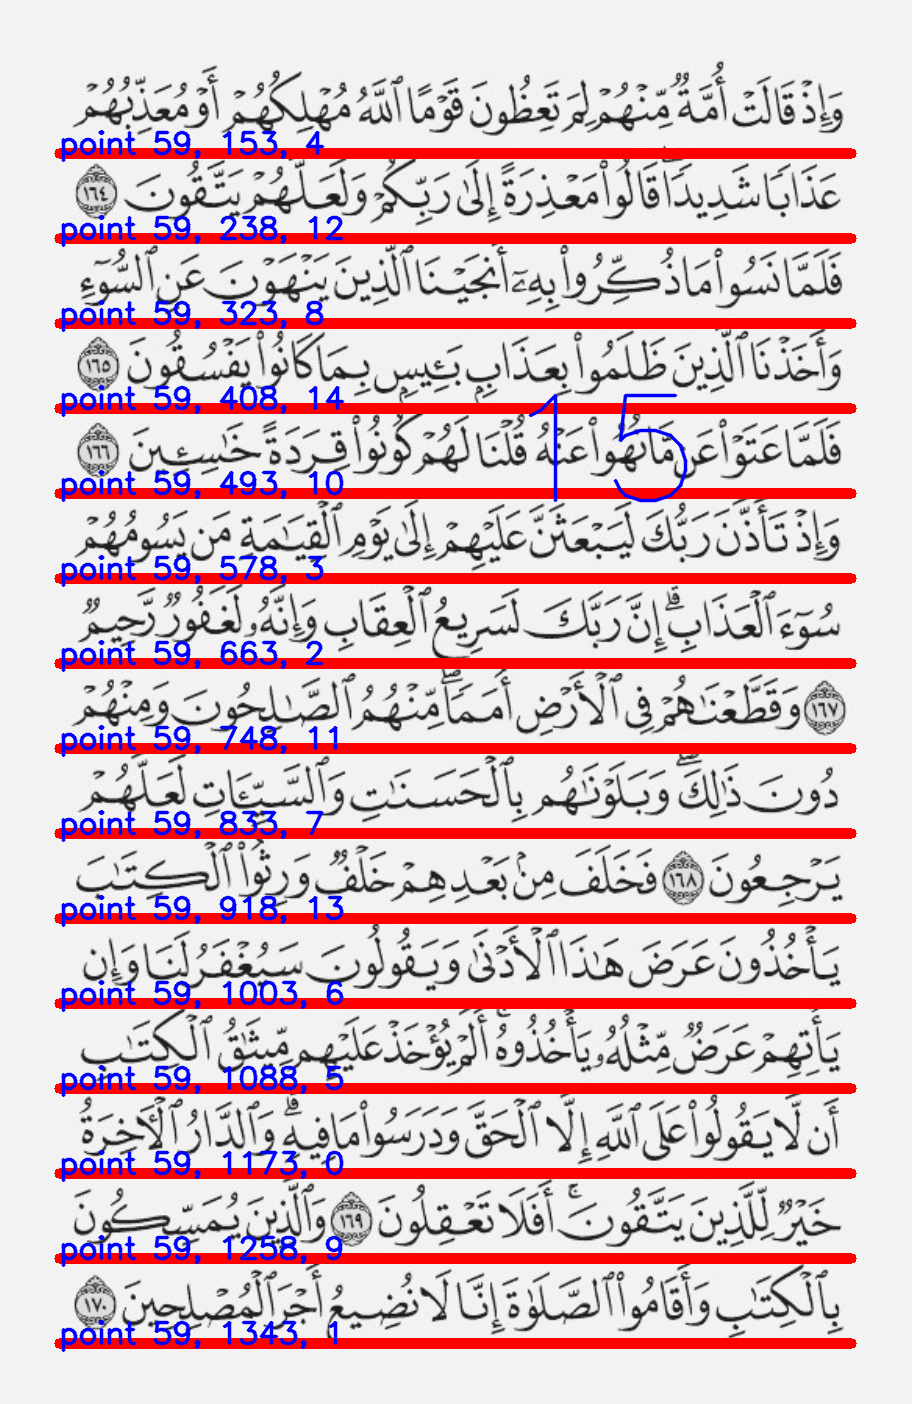 وَإِذْ قَالَتْ أُمَّةٌ مِّنْهُمْ لِمَ تَعِظُونَ قَوْمًا ٱللَّهُ مُهْلِكُهُمْ أَوْ مُعَذِّبُهُمْ
point 59, 153, 4
عَذَابًا شَدِيدًا ۖ قَالُوا۟ مَعْذِرَةً إِلَىٰ رَبِّكُمْ وَلَعَلَّهُمْ يَتَّقُونَ ١٦٤
point 59, 238, 12
فَلَمَّا نَسُوا۟ مَا ذُكِّرُوا۟ بِهِۦٓ أَنجَيْنَا ٱلَّذِينَ يَنْهَوْنَ عَنِ ٱلسُّوٓءِ
point 59, 323, 8
وَأَخَذْنَا ٱلَّذِينَ ظَلَمُوا۟ بِعَذَابٍۭ بَـِٔيسٍۭ بِمَا كَانُوا۟ يَفْسُقُونَ ١٦٥
point 59, 408, 14
15
فَلَمَّا عَتَوْا۟ عَن مَّا نُهُوا۟ عَنْهُ قُلْنَا لَهُمْ كُونُوا۟ قِرَدَةً خَـٰسِـِٔينَ ١٦٦
point 59, 493, 10
وَإِذْ تَأَذَّنَ رَبُّكَ لَيَبْعَثَنَّ عَلَيْهِمْ إِلَىٰ يَوْمِ ٱلْقِيَـٰمَةِ مَن يَسُومُهُمْ
point 59, 578, 3
سُوٓءَ ٱلْعَذَابِ ۗ إِنَّ رَبَّكَ لَسَرِيعُ ٱلْعِقَابِ ۖ وَإِنَّهُۥ لَغَفُورٌ رَّحِيمٌ
point 59, 663, 2
١٦٧ وَقَطَّعْنَـٰهُمْ فِى ٱلْأَرْضِ أُمَمًا ۖ مِّنْهُمُ ٱلصَّـٰلِحُونَ وَمِنْهُمْ
point 59, 748, 11
دُونَ ذَٰلِكَ ۖ وَبَلَوْنَـٰهُم بِٱلْحَسَنَـٰتِ وَٱلسَّيِّـَٔاتِ لَعَلَّهُمْ
point 59, 833, 7
يَرْجِعُونَ ١٦٨ فَخَلَفَ مِنۢ بَعْدِهِمْ خَلْفٌ وَرِثُوا۟ ٱلْكِتَـٰبَ
point 59, 918, 13
يَأْخُذُونَ عَرَضَ هَـٰذَا ٱلْأَدْنَىٰ وَيَقُولُونَ سَيُغْفَرُ لَنَا وَإِن
point 59, 1003, 6
يَأْتِهِمْ عَرَضٌ مِّثْلُهُۥ يَأْخُذُوهُ ۚ أَلَمْ يُؤْخَذْ عَلَيْهِم مِّيثَـٰقُ ٱلْكِتَـٰبِ
point 59, 1088, 5
أَن لَّا يَقُولُوا۟ عَلَى ٱللَّهِ إِلَّا ٱلْحَقَّ وَدَرَسُوا۟ مَا فِيهِ ۗ وَٱلدَّارُ ٱلْـَٔاخِرَةُ
point 59, 1173, 0
خَيْرٌ لِّلَّذِينَ يَتَّقُونَ ۗ أَفَلَا تَعْقِلُونَ ١٦٩ وَٱلَّذِينَ يُمَسِّكُونَ
point 59, 1258, 9
بِٱلْكِتَـٰبِ وَأَقَامُوا۟ ٱلصَّلَوٰةَ إِنَّا لَا نُضِيعُ أَجْرَ ٱلْمُصْلِحِينَ ١٧٠
point 59, 1343, 1